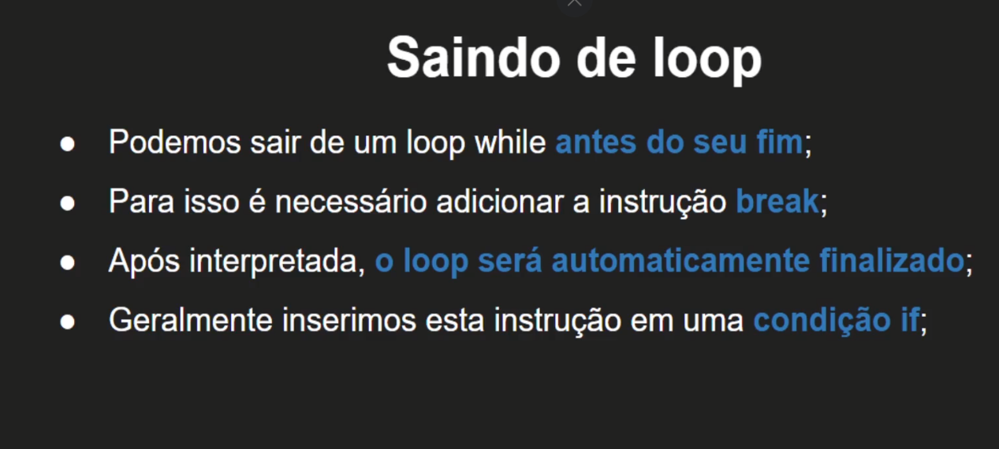 Saindo de loop
● Podemos sair de um loop while antes do seu fim;
● Para isso é necessário adicionar a instrução break;
● Após interpretada, o loop será automaticamente finalizado;
● Geralmente inserimos esta instrução em uma condição if;